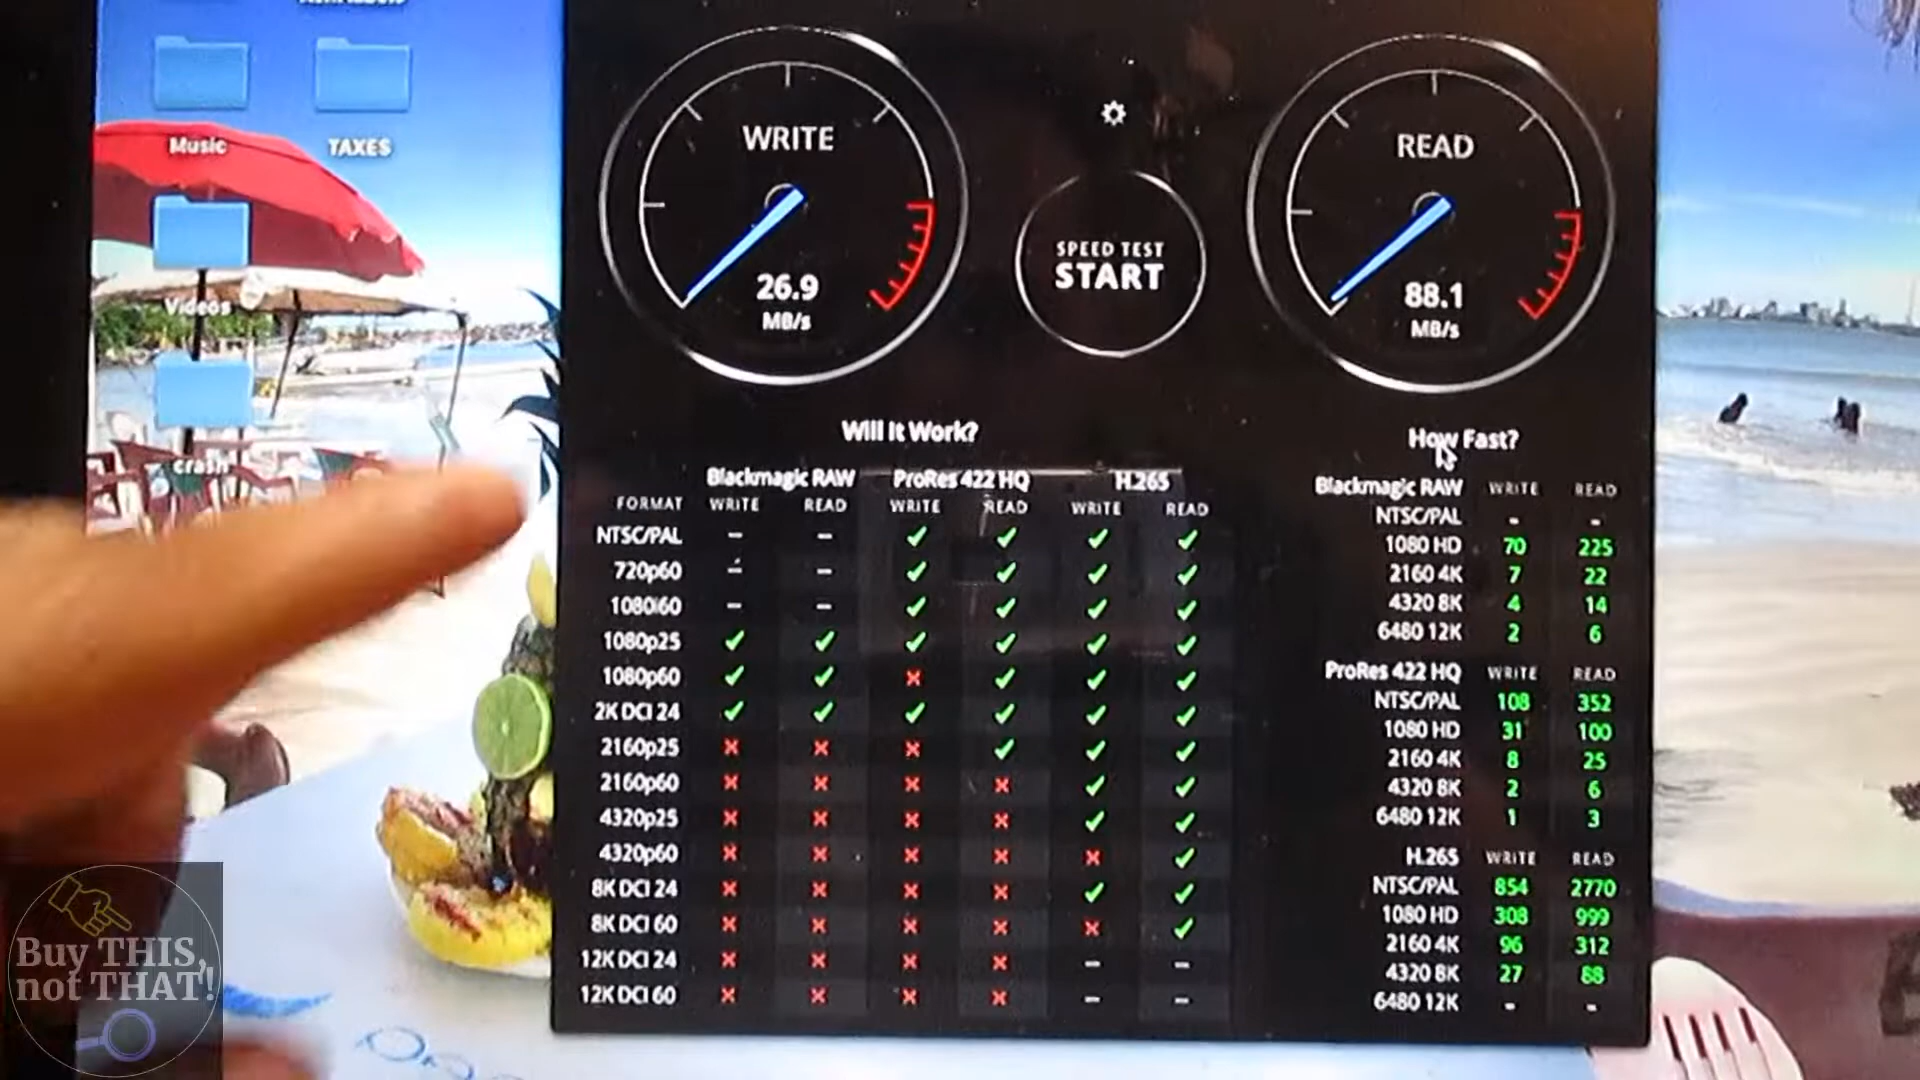 Music
TAXES
Videos
crash
WRITE
26.9
MB/s
SPEED TEST
START
READ
88.1
MB/s
Will It Work?
Blackmagic RAW ProRes 422 HQ H.265
FORMAT WRITE READ WRITE READ WRITE READ
NTSC/PAL – – ✓ ✓ ✓ ✓
720p60 – – ✓ ✓ ✓ ✓
1080i60 – – ✓ ✓ ✓ ✓
1080p25 ✓ ✓ ✓ ✓ ✓ ✓
1080p60 ✓ ✓ ✗ ✓ ✓ ✓
2K DCI 24 ✓ ✓ ✓ ✓ ✓ ✓
2160p25 ✗ ✗ ✗ ✓ ✓ ✓
2160p60 ✗ ✗ ✗ ✗ ✓ ✓
4320p25 ✗ ✗ ✗ ✗ ✓ ✓
4320p60 ✗ ✗ ✗ ✗ ✗ ✓
8K DCI 24 ✗ ✗ ✗ ✗ ✓ ✓
8K DCI 60 ✗ ✗ ✗ ✗ ✗ ✓
12K DCI 24 ✗ ✗ ✗ ✗ – –
12K DCI 60 ✗ ✗ ✗ ✗ – –
How Fast?
Blackmagic RAW WRITE READ
NTSC/PAL - -
1080 HD 70 225
2160 4K 7 22
4320 8K 4 14
6480 12K 2 6
ProRes 422 HQ WRITE READ
NTSC/PAL 108 352
1080 HD 31 100
2160 4K 8 25
4320 8K 2 6
6480 12K 1 3
H.265 WRITE READ
NTSC/PAL 854 2770
1080 HD 308 999
2160 4K 96 312
4320 8K 27 88
6480 12K - -
Buy THIS,
not THAT!